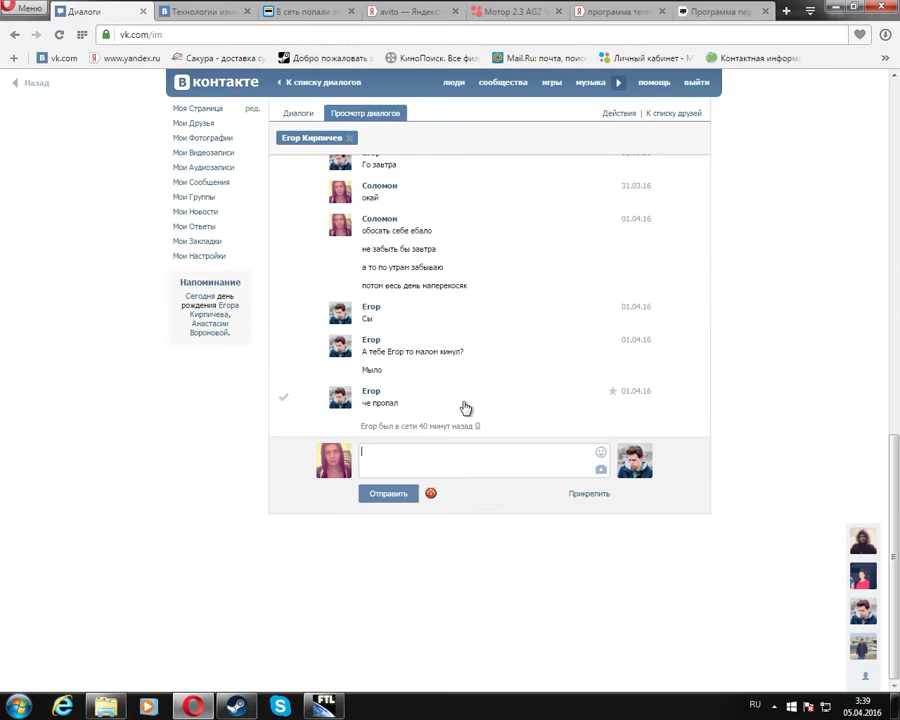 Меню
Диалоги
Технологии изм
В сеть попали л
avito — Яндекс
Мотор 2.3 AGZ
программа теле
Программа пер
vk.com/im
vk.com
www.yandex.ru
Сакура - доставка су
Добро пожаловать в
КиноПоиск. Все фи
Mail.Ru: почта, поис
Личный кабинет - М
Контактная информ
Назад
В контакте
К списку диалогов
люди
сообщества
игры
музыка
помощь
выйти
Моя Страница
ред.
Мои Друзья
Мои Фотографии
Мои Видеозаписи
Мои Аудиозаписи
Мои Сообщения
Мои Группы
Мои Новости
Мои Ответы
Мои Закладки
Мои Настройки
Напоминание
Сегодня день
рождения Егора
Кирпичева,
Анастасии
Вороновой.
Диалоги
Просмотр диалогов
Действия | К списку друзей
Егор Кирпичев
Го завтра
Соломон
31.03.16
окай
Соломон
01.04.16
обосать себе ебало
не забыть бы завтра
а то по утрам забываю
потом весь день наперекосяк
Егор
01.04.16
Сы
Егор
01.04.16
А тебе Егор то малом кинул?
Мыло
Егор
01.04.16
че пропал
Егор был в сети 40 минут назад
Отправить
Прикрепить
FTL
RU
3:39
05.04.2016